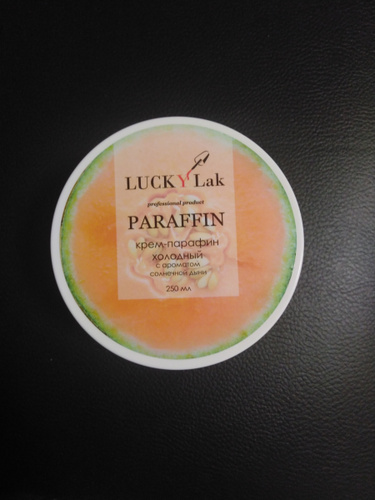 LUCKY Lak
professional product
PARAFFIN
крем-парафин
холодный
с ароматом
солнечной дыни
250 мл